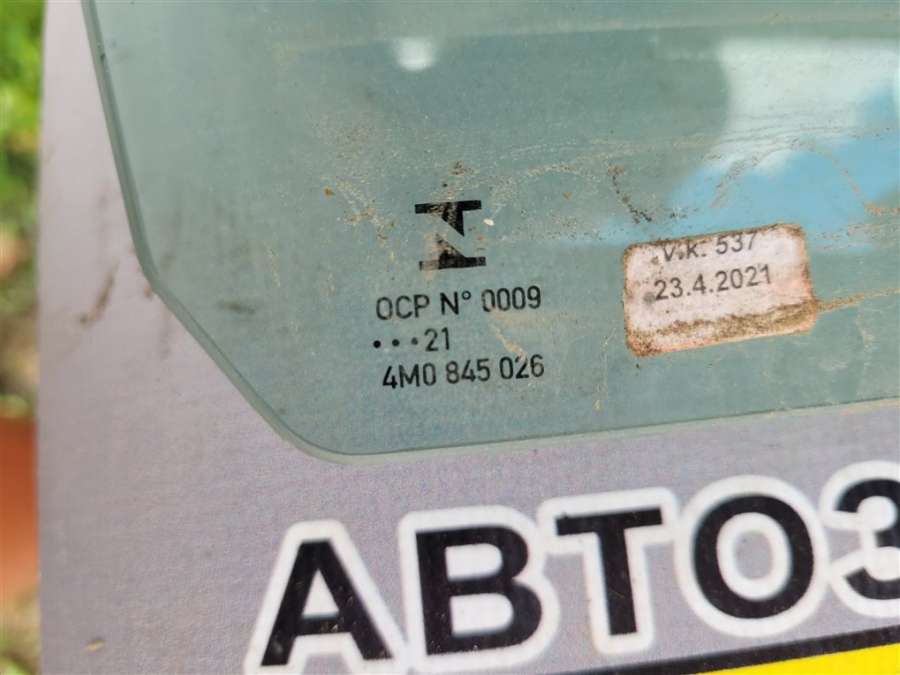 OCP N° 0009
•••21
4M0 845 026
V.k. 537
23.4.2021
АВТОЗ